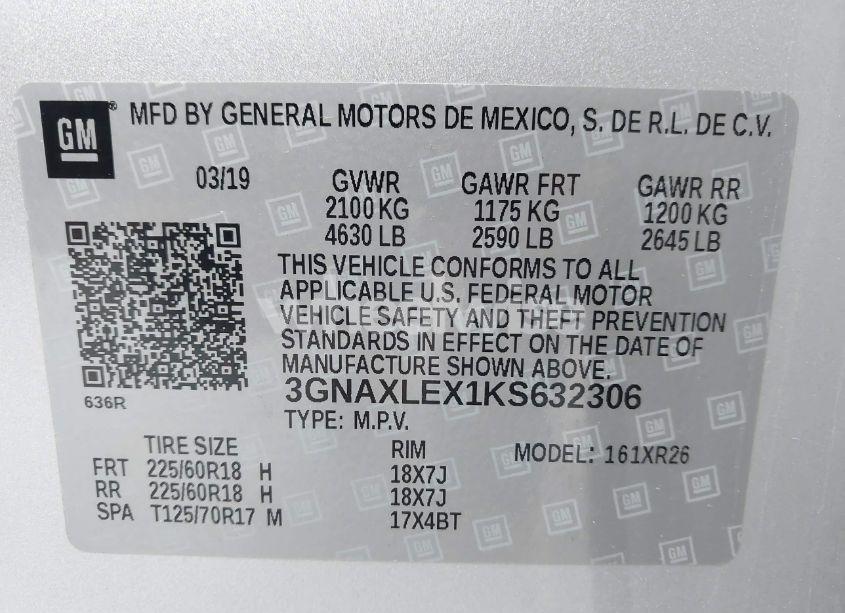 GM ® MFD BY GENERAL MOTORS DE MEXICO, S. DE R.L. DE C.V.
03/19 GVWR GAWR FRT GAWR RR
2100 KG 1175 KG 1200 KG
4630 LB 2590 LB 2645 LB
THIS VEHICLE CONFORMS TO ALL
APPLICABLE U.S. FEDERAL MOTOR
VEHICLE SAFETY AND THEFT PREVENTION
STANDARDS IN EFFECT ON THE DATE OF
MANUFACTURE SHOWN ABOVE.
3GNAXLEX1KS632306
636R
TYPE: M.P.V.
TIRE SIZE RIM MODEL: 161XR26
FRT 225/60R18 H 18X7J
RR 225/60R18 H 18X7J
SPA T125/70R17 M 17X4BT